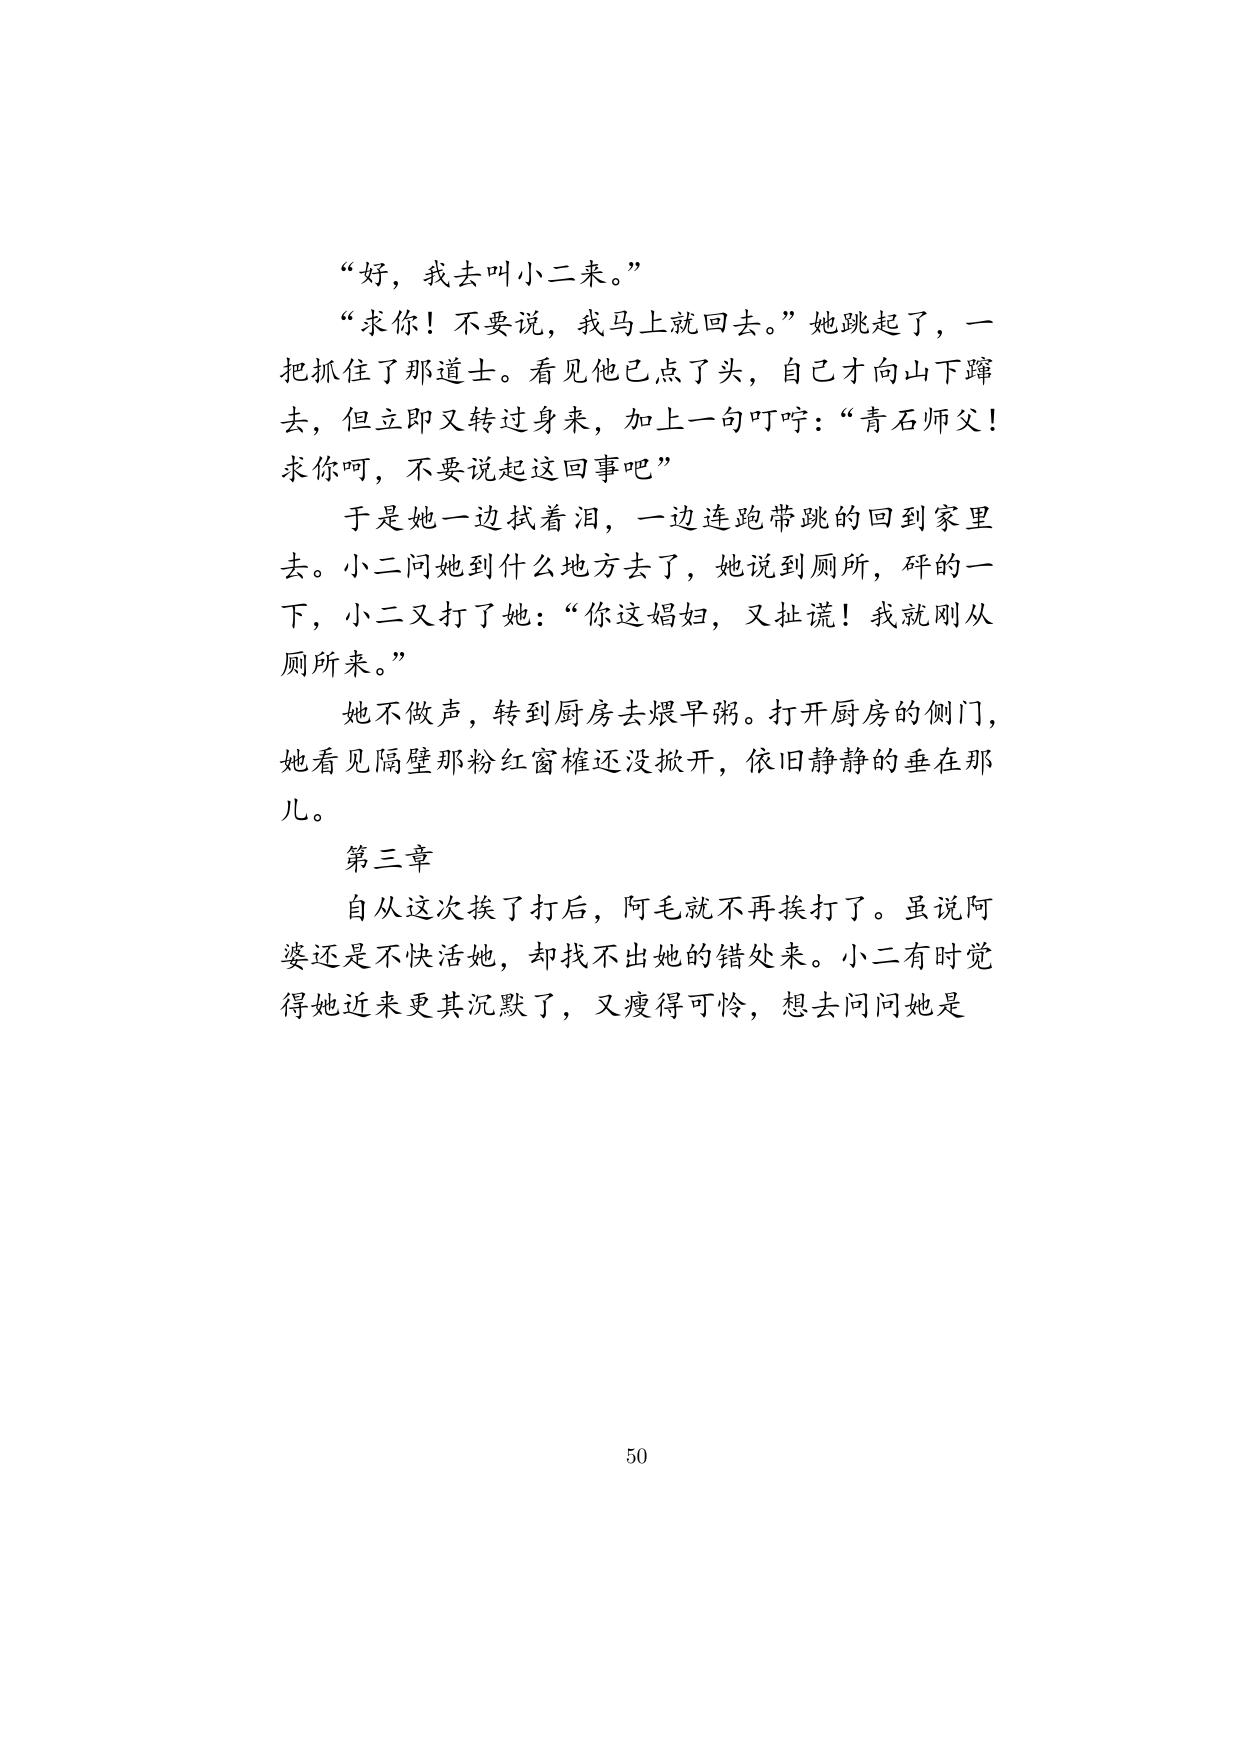 “好，我去叫小二来。”
“求你！不要说，我马上就回去。”她跳起了，一
把抓住了那道士。看见他已点了头，自己才向山下蹿
去，但立即又转过身来，加上一句叮咛：“青石师父！
求你呵，不要说起这回事吧”
于是她一边拭着泪，一边连跑带跳的回到家里
去。小二问她到什么地方去了，她说到厕所，砰的一
下，小二又打了她：“你这娼妇，又扯谎！我就刚从
厕所来。”
她不做声，转到厨房去煨早粥。打开厨房的侧门，
她看见隔壁那粉红窗榷还没掀开，依旧静静的垂在那
儿。
第三章
自从这次挨了打后，阿毛就不再挨打了。虽说阿
婆还是不快活她，却找不出她的错处来。小二有时觉
得她近来更其沉默了，又瘦得可怜，想去问问她是
50